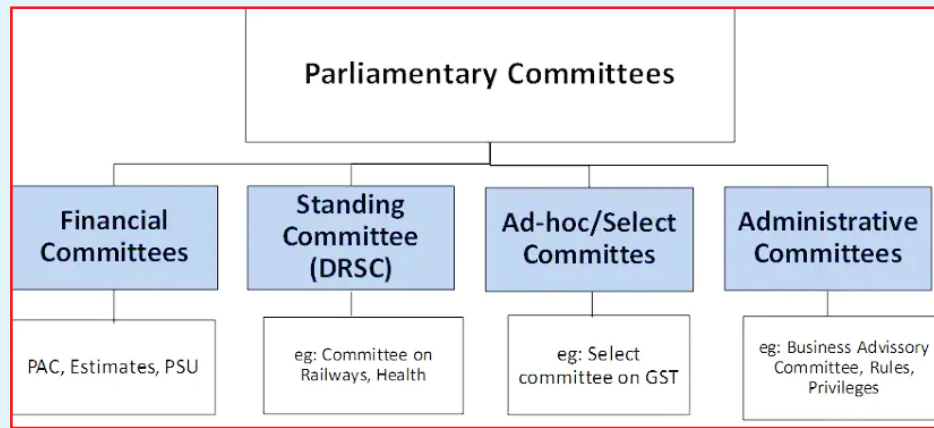 Parliamentary Committees
Financial
Committees
Standing
Committee
(DRSC)
Ad-hoc/Select
Committes
Administrative
Committees
PAC, Estimates, PSU
eg: Committee on
Railways, Health
eg: Select
committee on GST
eg: Business Advissory
Committee, Rules,
Privileges